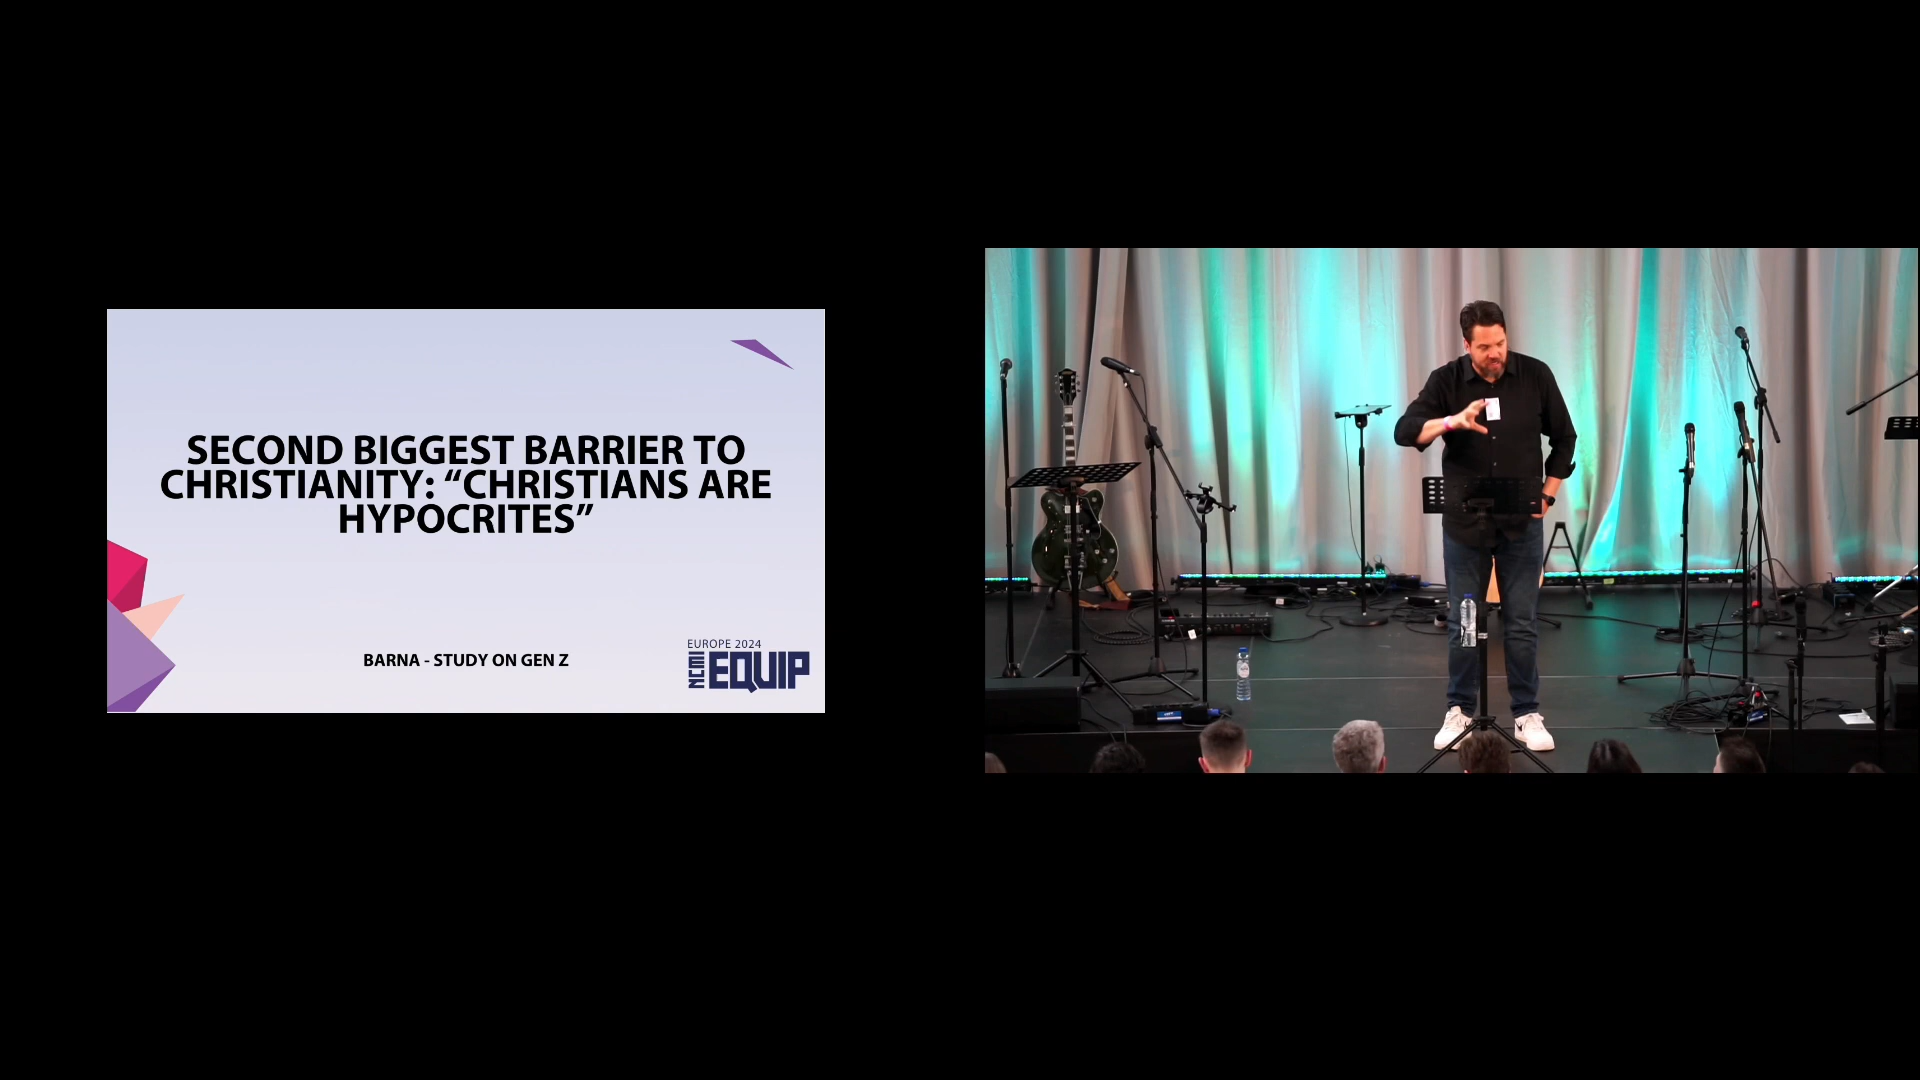 SECOND BIGGEST BARRIER TO
CHRISTIANITY: “CHRISTIANS ARE
HYPOCRITES”
BARNA - STUDY ON GEN Z
EUROPE 2024
NCMI EQUIP